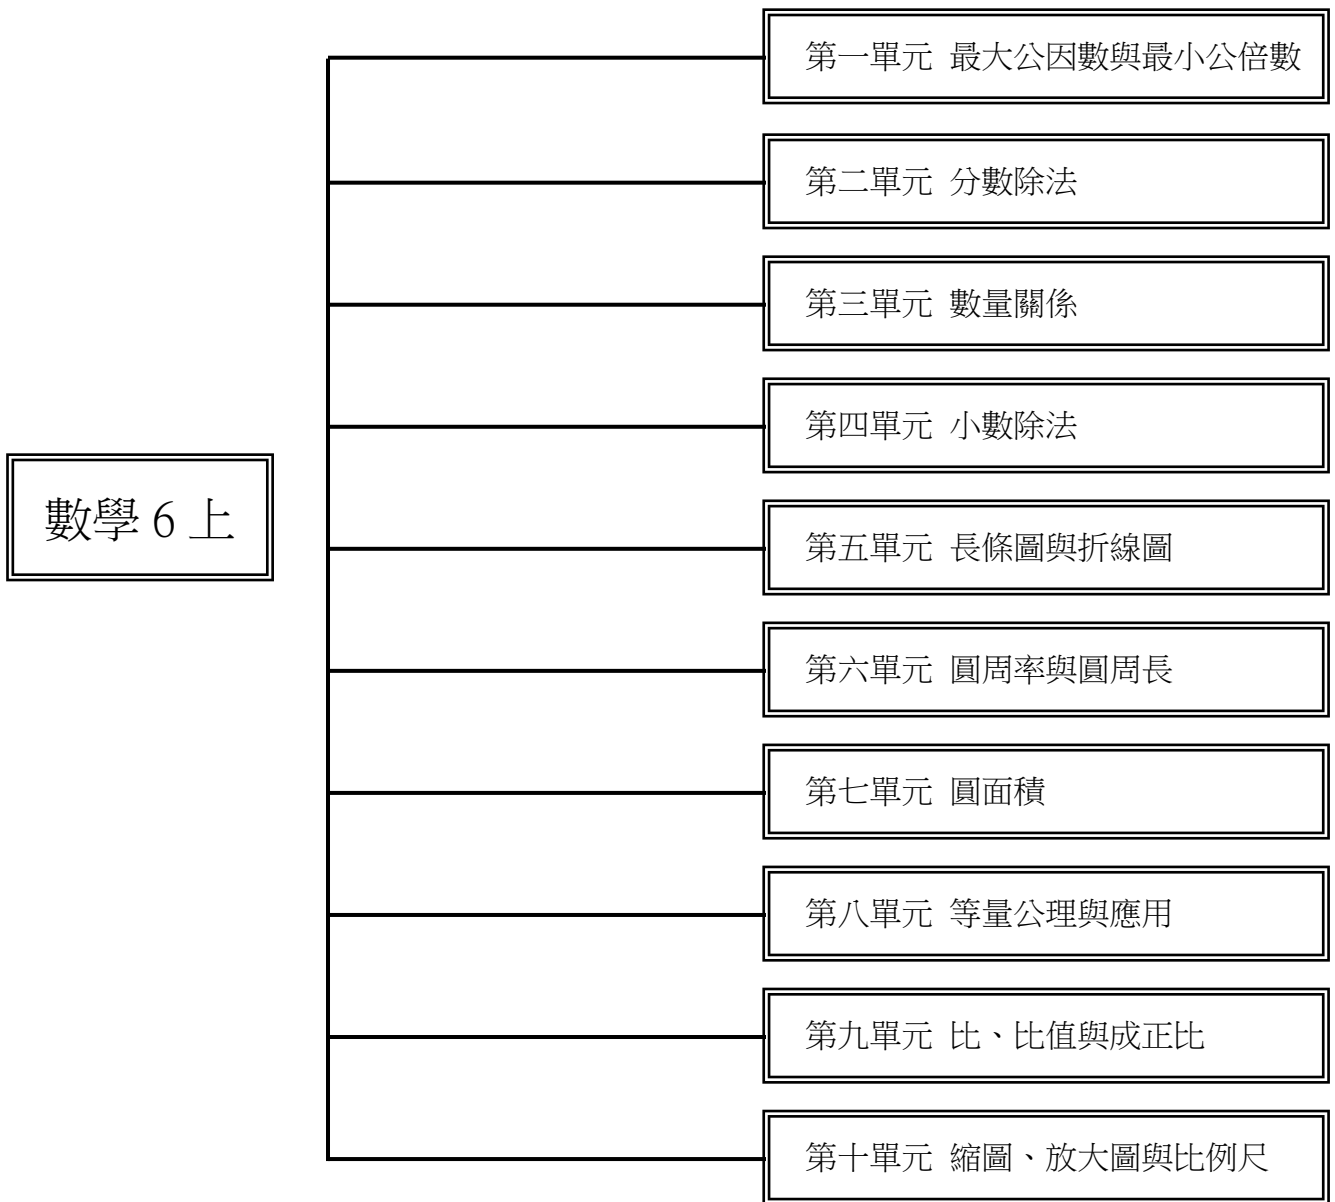 第一單元 最大公因數與最小公倍數
第二單元 分數除法
第三單元 數量關係
第四單元 小數除法
數學 6 上
第五單元 長條圖與折線圖
第六單元 圓周率與圓周長
第七單元 圓面積
第八單元 等量公理與應用
第九單元 比、比值與成正比
第十單元 縮圖、放大圖與比例尺